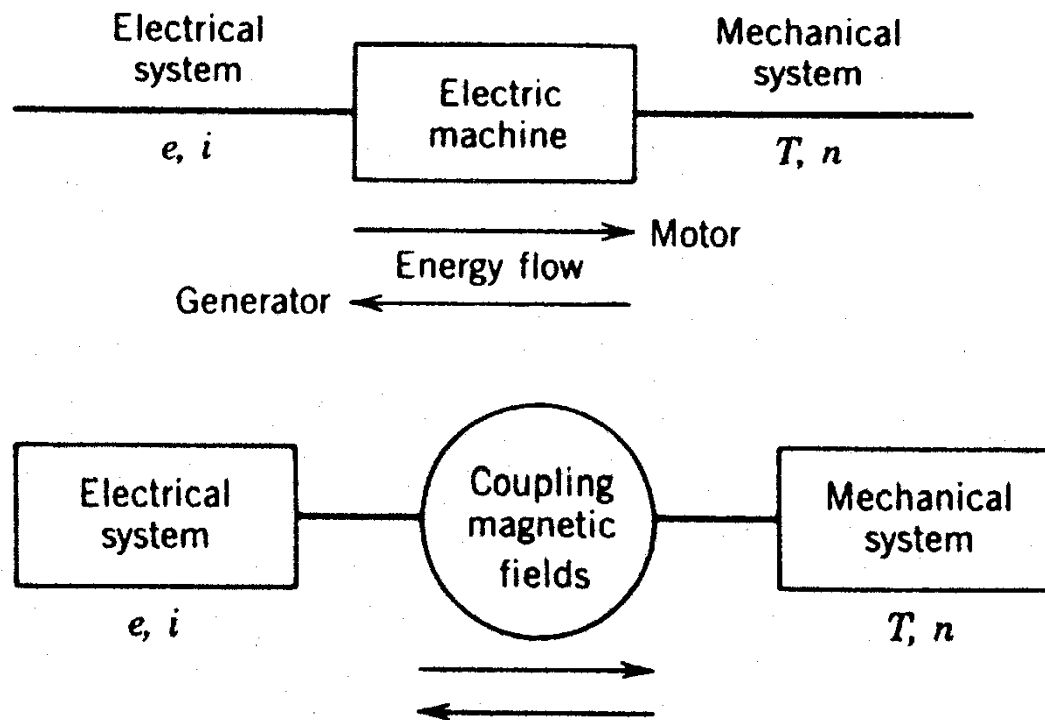 Electrical
system
Mechanical
system
Electric
machine
e, i
T, n
Motor
Energy flow
Generator
Electrical
system
Coupling
magnetic
fields
Mechanical
system
e, i
T, n